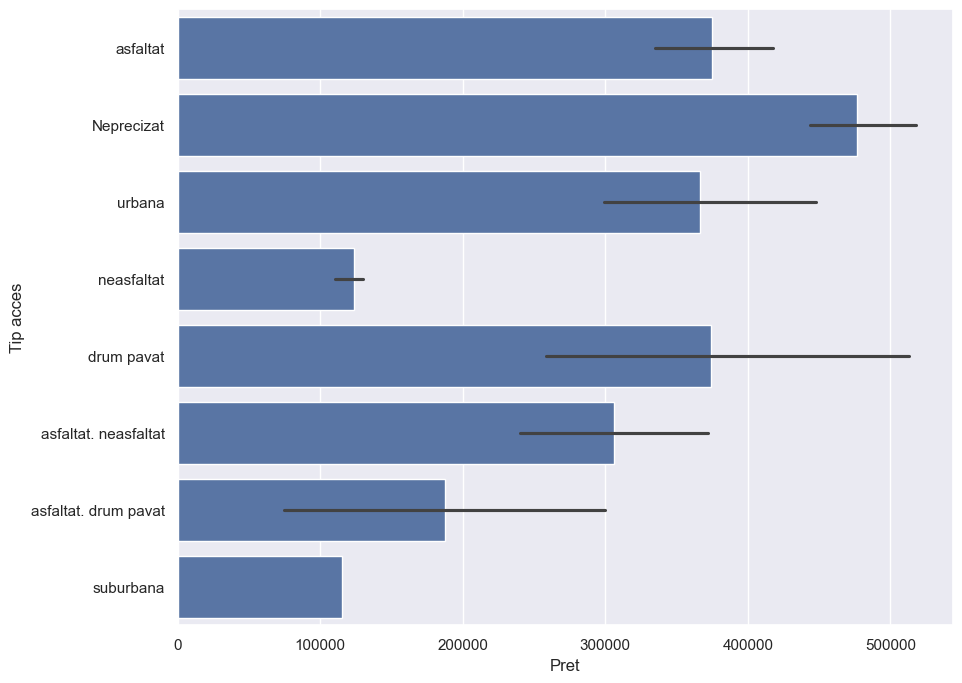 asfaltat
Neprecizat
urbana
neasfaltat
drum pavat
asfaltat. neasfaltat
asfaltat. drum pavat
suburbana
Tip acces
0 100000 200000 300000 400000 500000
Pret